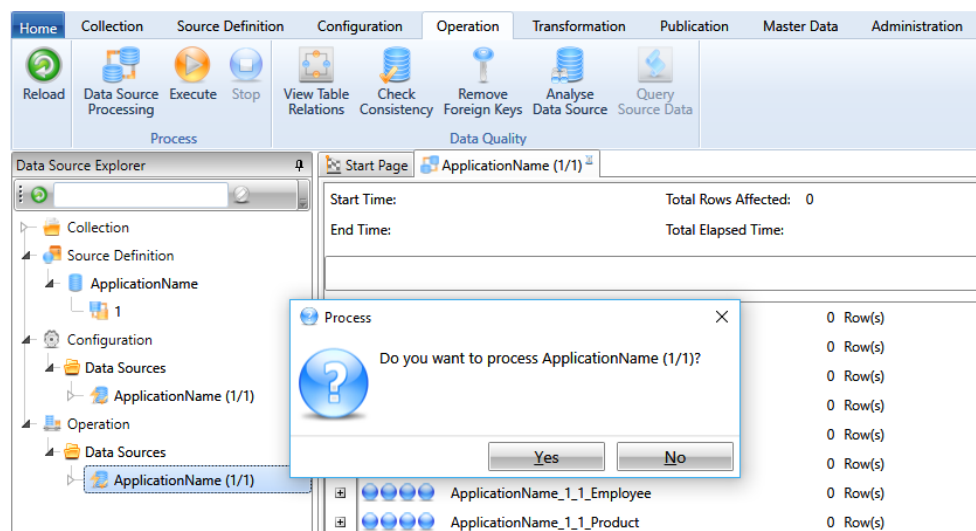 Home Collection Source Definition Configuration Operation Transformation Publication Master Data Administration
Reload Data Source Processing Execute Stop View Table Relations Check Consistency Remove Foreign Keys Analyse Data Source Query Source Data
Process Data Quality
Data Source Explorer
Start Page ApplicationName (1/1)
Start Time: Total Rows Affected: 0
End Time: Total Elapsed Time:
Collection
Source Definition
ApplicationName
1
Configuration
Data Sources
ApplicationName (1/1)
Operation
Data Sources
ApplicationName (1/1)
Process
Do you want to process ApplicationName (1/1)?
Yes No
0 Row(s)
0 Row(s)
0 Row(s)
0 Row(s)
0 Row(s)
0 Row(s)
ApplicationName_1_1_Employee 0 Row(s)
ApplicationName_1_1_Product 0 Row(s)